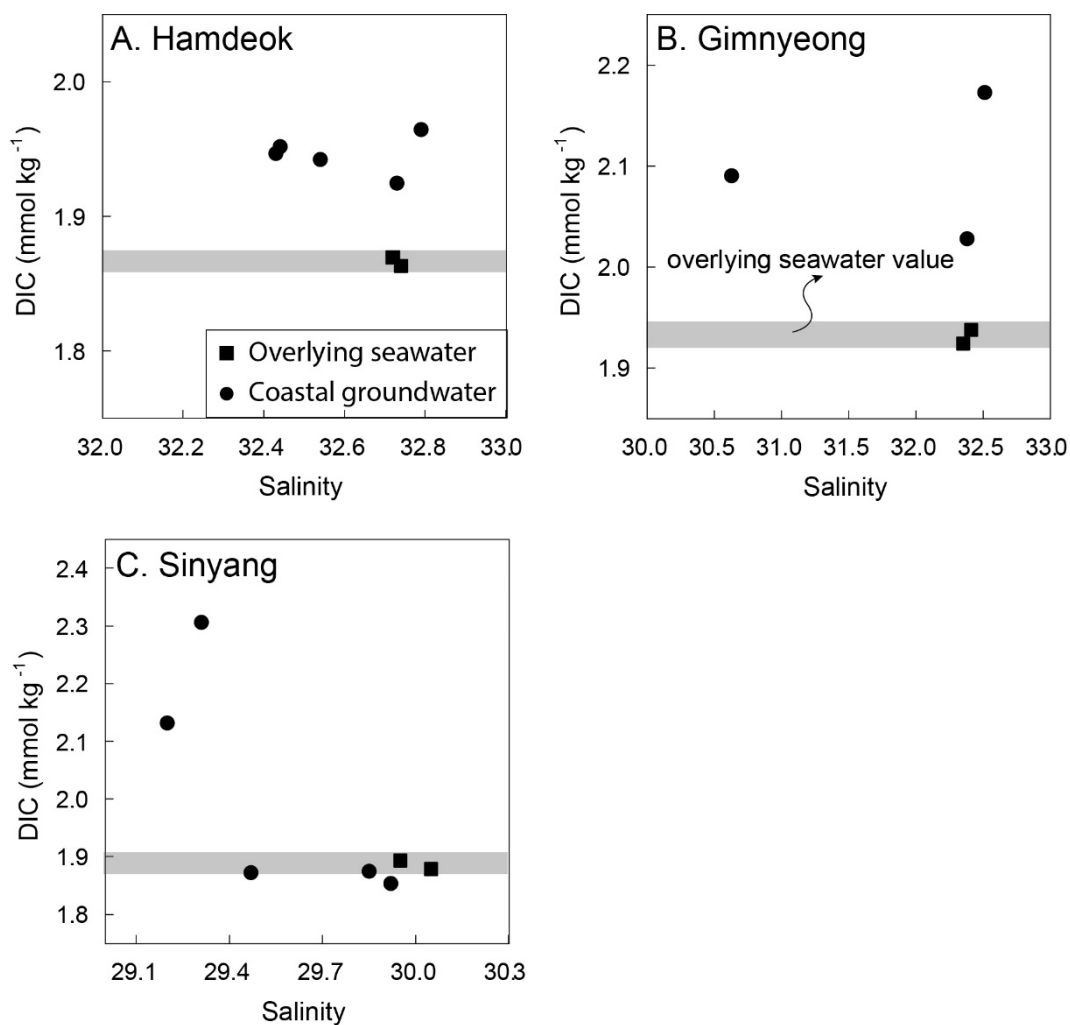 A. Hamdeok
2.0
1.9
1.8
DIC (mmol kg-1)
Overlying seawater
Coastal groundwater
32.0 32.2 32.4 32.6 32.8 33.0
Salinity
B. Gimnyeong
2.2
2.1
2.0
1.9
DIC (mmol kg-1)
overlying seawater value
30.0 30.5 31.0 31.5 32.0 32.5 33.0
Salinity
C. Sinyang
2.4
2.3
2.2
2.1
2.0
1.9
1.8
DIC (mmol kg-1)
29.1 29.4 29.7 30.0 30.3
Salinity